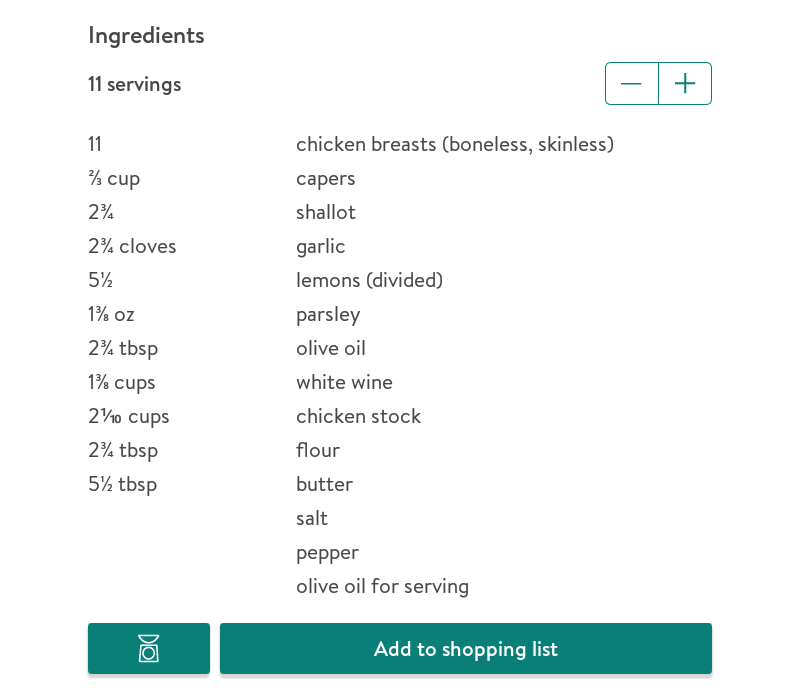 Ingredients
11 servings
11 chicken breasts (boneless, skinless)
⅔ cup capers
2¾ shallot
2¾ cloves garlic
5½ lemons (divided)
1⅜ oz parsley
2¾ tbsp olive oil
1⅜ cups white wine
2⅒ cups chicken stock
2¾ tbsp flour
5½ tbsp butter
salt
pepper
olive oil for serving
Add to shopping list